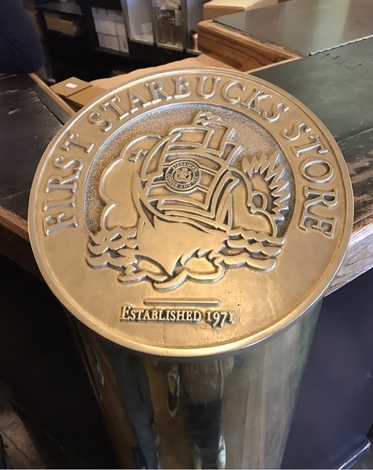 FIRST STARBUCKS STORE
ESTABLISHED 1971